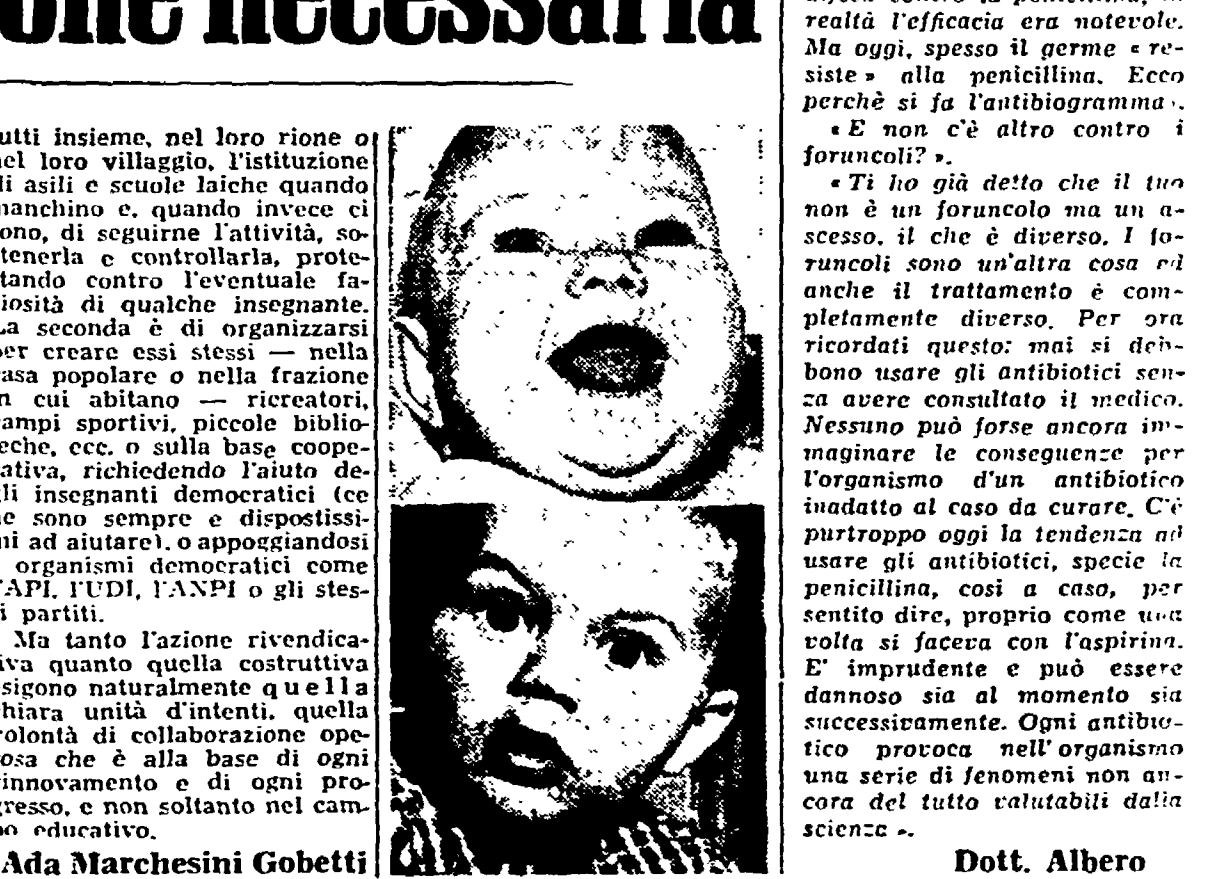 one necessaria
utti insieme, nel loro rione o
nel loro villaggio, l'istituzione
di asili e scuole laiche quando
manchino e, quando invece ci
sono, di seguirne l'attività, so-
tenerla e controllarla, prote-
tando contro l'eventuale fa-
iosità di qualche insegnante.
La seconda è di organizzarsi
per creare essi stessi — nella
casa popolare o nella frazione
in cui abitano — ricreatori,
campi sportivi, piccole biblio-
eche, ecc. o sulla base coope-
rativa, richiedendo l'aiuto de-
gli insegnanti democratici (ce
ne sono sempre e dispostissi-
mi ad aiutare), o appoggiandosi
organismi democratici come
l'API, l'UDI, l'ANPI o gli stes-
si partiti.
Ma tanto l'azione rivendica-
tiva quanto quella costruttiva
esigono naturalmente quella
chiara unità d'intenti, quella
volontà di collaborazione ope-
rosa che è alla base di ogni
rinnovamento e di ogni pro-
gresso, e non soltanto nel cam-
po educativo.
Ada Marchesini Gobetti
realtà l'efficacia era notevole.
Ma oggi, spesso il germe « re-
siste » alla penicillina. Ecco
perchè si fa l'antibiogramma ».
« E non c'è altro contro i
foruncoli? ».
« Ti ho già detto che il tuo
non è un foruncolo ma un a-
scesso, il che è diverso. I fo-
runcoli sono un'altra cosa ed
anche il trattamento è com-
pletamente diverso. Per ora
ricordati questo: mai si deb-
bono usare gli antibiotici sen-
za avere consultato il medico.
Nessuno può forse ancora im-
maginare le conseguenze per
l'organismo d'un antibiotico
inadatto al caso da curare. C'è
purtroppo oggi la tendenza ad
usare gli antibiotici, specie la
penicillina, così a caso, per
sentito dire, proprio come una
volta si faceva con l'aspirina.
E' imprudente e può essere
dannoso sia al momento sia
successivamente. Ogni antibio-
tico provoca nell'organismo
una serie di fenomeni non an-
cora del tutto valutabili dalla
scienza ».
Dott. Albero